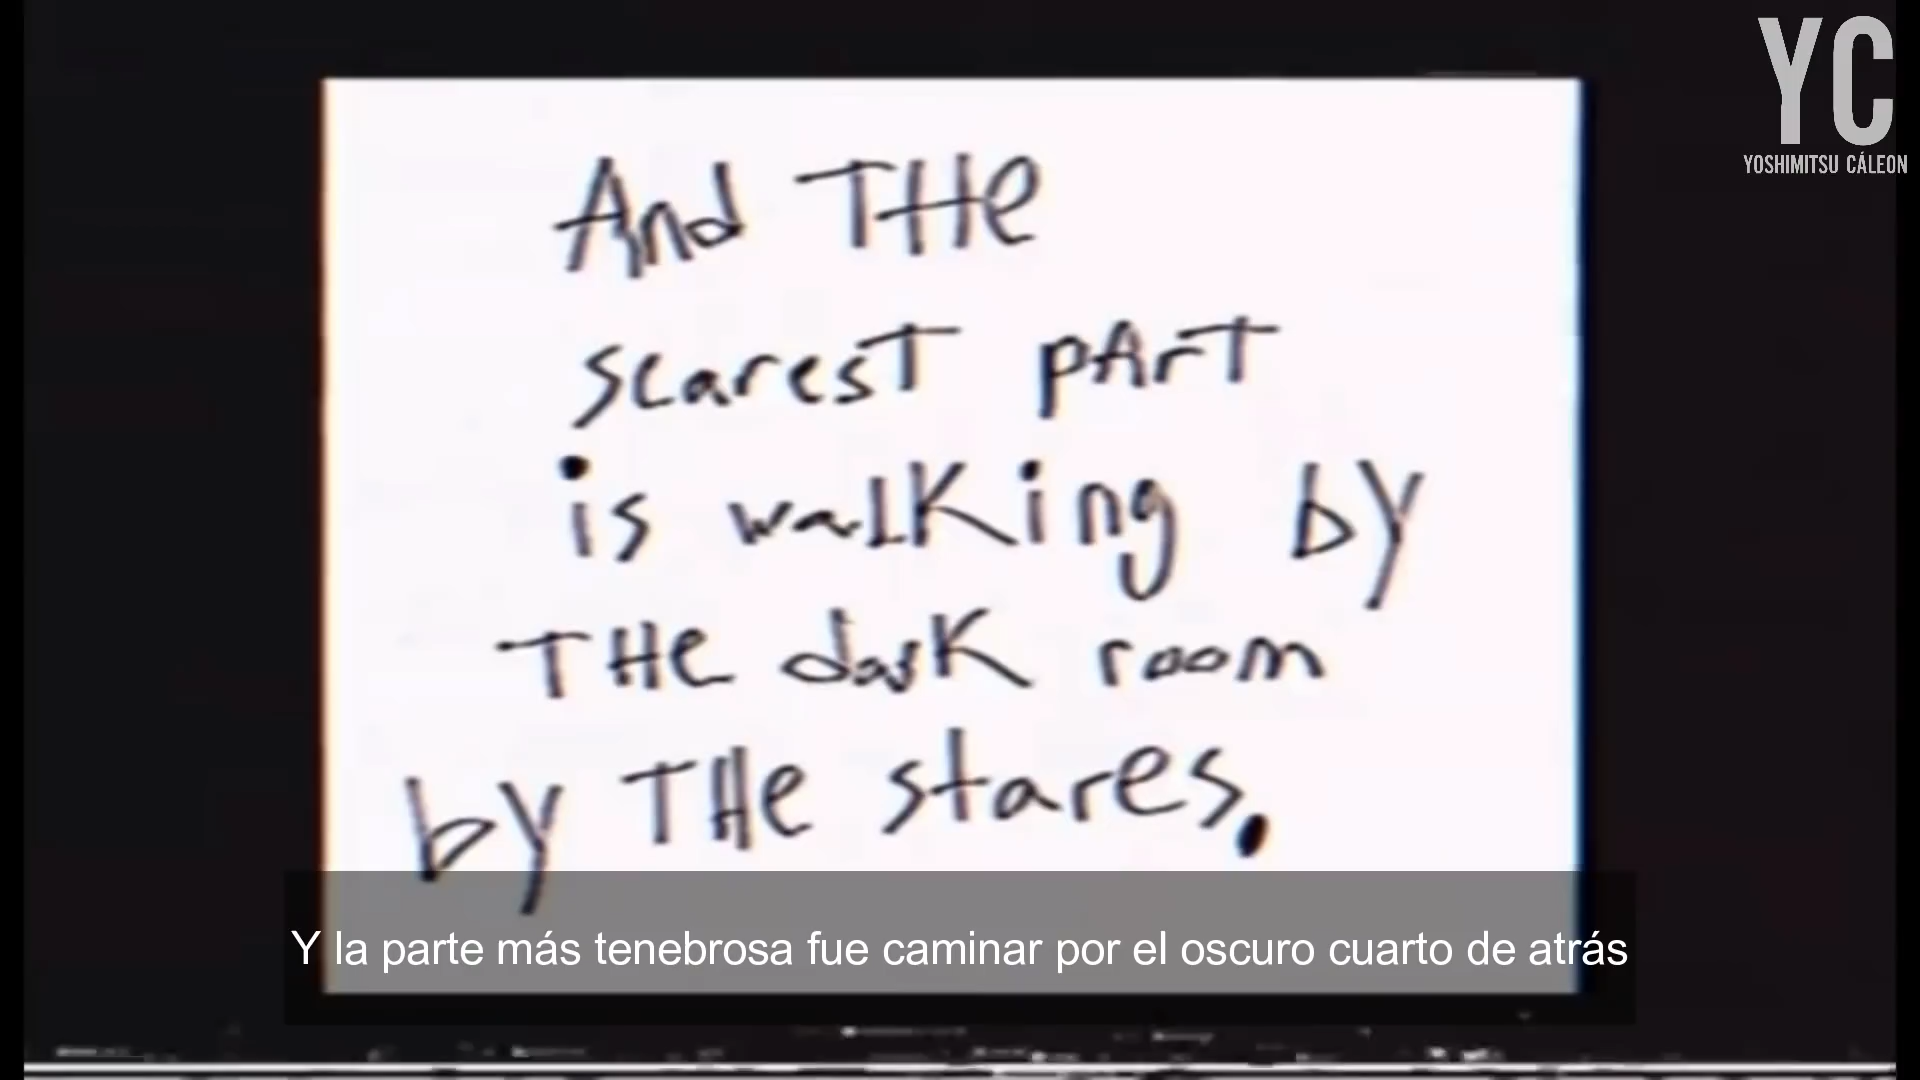 YC
YOSHIMITSU CÁLEON
And THe
scarest pArT
is walking by
THe dark room
by THe stares.
Y la parte más tenebrosa fue caminar por el oscuro cuarto de atrás